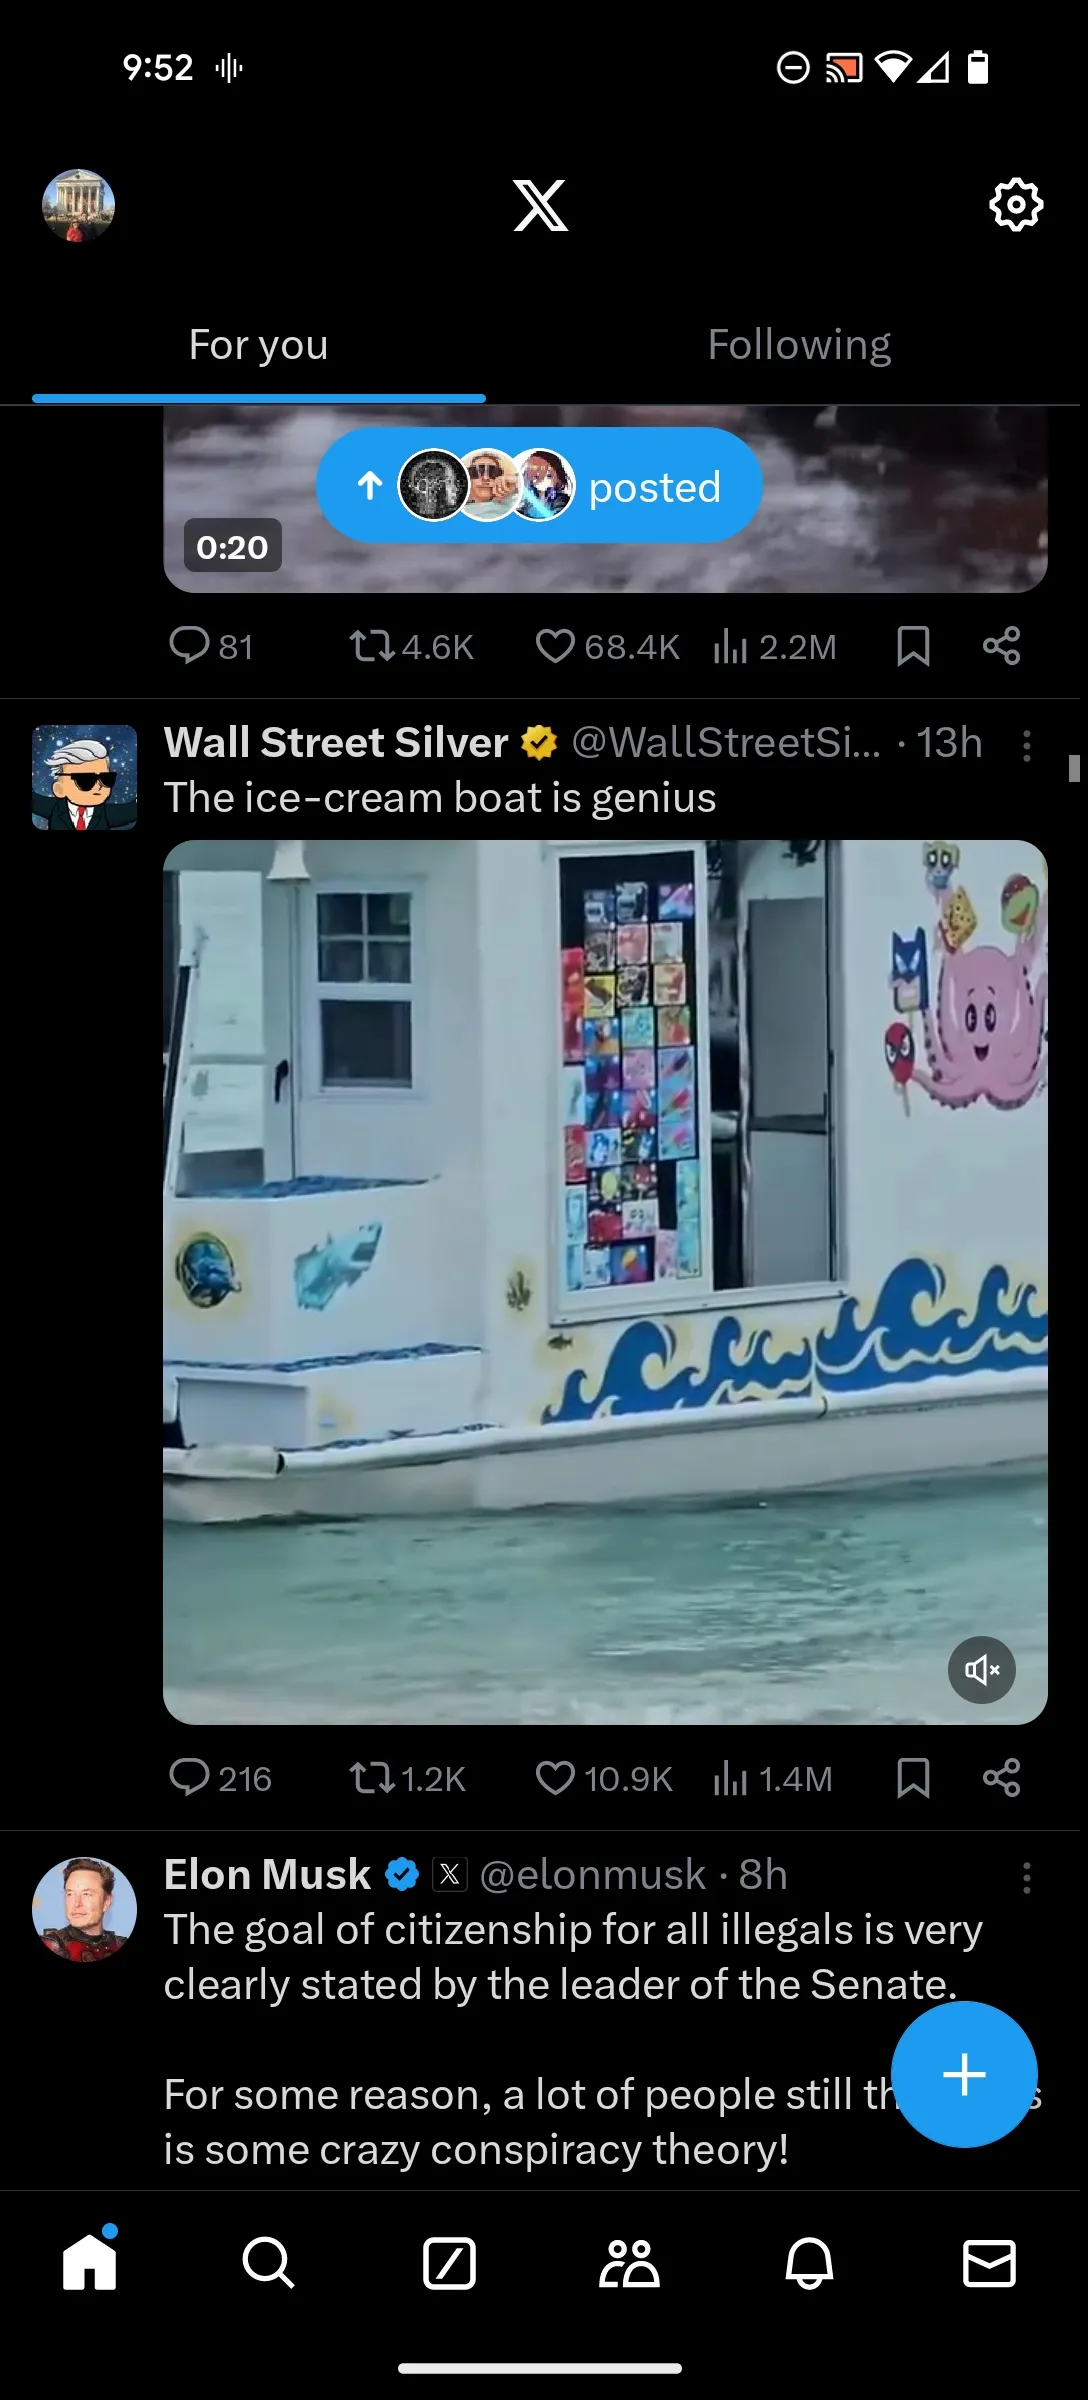 9:52
For you
Following
posted
0:20
81 4.6K 68.4K 2.2M
Wall Street Silver @WallStreetSi... · 13h
The ice-cream boat is genius
216 1.2K 10.9K 1.4M
Elon Musk @elonmusk · 8h
The goal of citizenship for all illegals is very
clearly stated by the leader of the Senate.
For some reason, a lot of people still
is some crazy conspiracy theory!